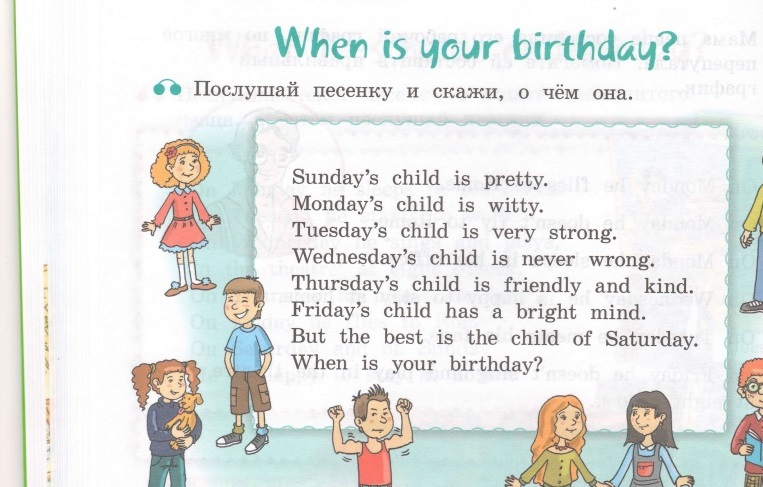 When is your birthday?
Послушай песенку и скажи, о чём она.
Sunday's child is pretty.
Monday's child is witty.
Tuesday's child is very strong.
Wednesday's child is never wrong.
Thursday's child is friendly and kind.
Friday's child has a bright mind.
But the best is the child of Saturday.
When is your birthday?